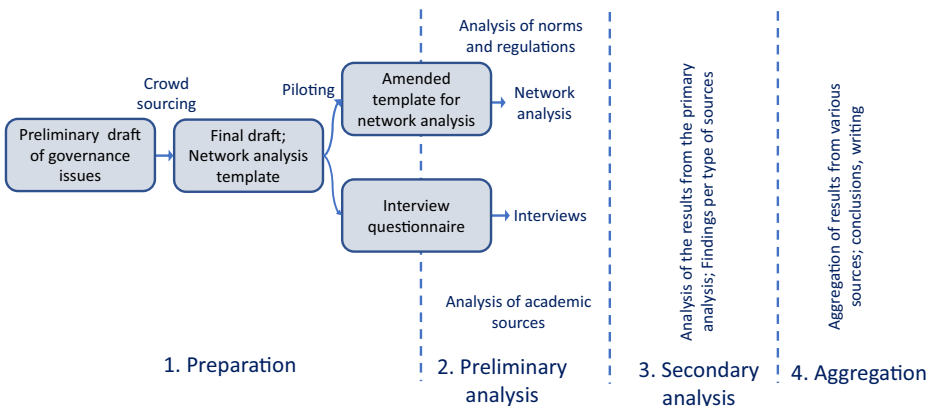 Analysis of norms
and regulations
Crowd
sourcing
Piloting
Amended
template for
network analysis
Network
analysis
Preliminary draft
of governance
issues
Final draft;
Network analysis
template
Interview
questionnaire
Interviews
Analysis of academic
sources
Analysis of the results from the primary
analysis; Findings per type of sources
Aggregation of results from various
sources; conclusions, writing
1. Preparation
2. Preliminary
analysis
3. Secondary
analysis
4. Aggregation